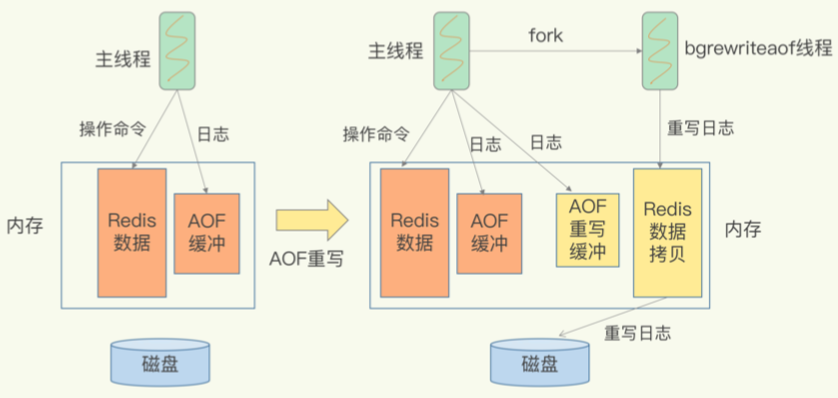 主线程
操作命令
日志
内存
Redis
数据
AOF
缓冲
磁盘
AOF重写
主线程
fork
bgrewriteaof线程
操作命令
日志
日志
重写日志
Redis
数据
AOF
缓冲
AOF
重写
缓冲
Redis
数据
拷贝
内存
重写日志
磁盘